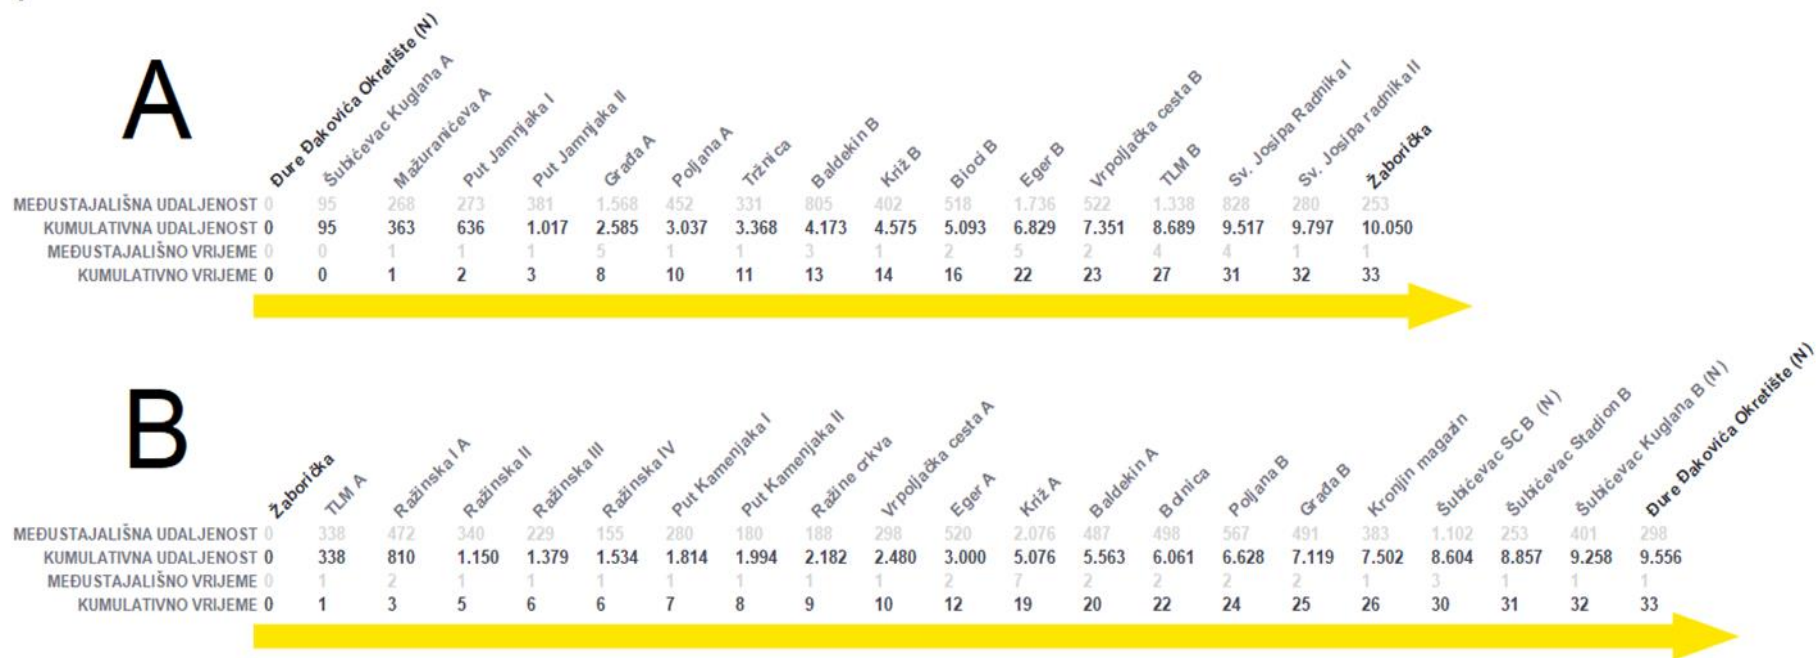 A
Đure Đakovića Okretište (N)
Šubićevac Kuglana A
Mažuranićeva A
Put Jamnjaka I
Put Jamnjaka II
Građa A
Poljana A
Tržnica
Baldekin B
Križ B
Bioci B
Eger B
Vrpoljačka cesta B
TLM B
Sv. Josipa Radnika I
Sv. Josipa radnika II
Žaborička
MEĐUSTAJALIŠNA UDALJENOST 0 95 268 273 381 1.568 452 331 805 402 518 1.736 522 1.338 828 280 253
KUMULATIVNA UDALJENOST 0 95 363 636 1.017 2.585 3.037 3.368 4.173 4.575 5.093 6.829 7.351 8.689 9.517 9.797 10.050
MEĐUSTAJALIŠNO VRIJEME 0 0 1 1 1 5 1 1 3 1 2 5 2 4 4 1 1
KUMULATIVNO VRIJEME 0 0 1 2 3 8 10 11 13 14 16 22 23 27 31 32 33
B
Žaborička
TLM A
Ražinska I A
Ražinska II
Ražinska III
Ražinska IV
Put Kamenjaka I
Put Kamenjaka II
Ražine crkva
Vrpoljačka cesta A
Eger A
Križ A
Baldekin A
Bolnica
Poljana B
Građa B
Kronjin magazin
Šubićevac SC B (N)
Šubićevac Stadion B
Šubićevac Kuglana B (N)
Đure Đakovića Okretište (N)
MEĐUSTAJALIŠNA UDALJENOST 0 338 472 340 229 155 280 180 188 298 520 2.076 487 498 567 491 383 1.102 253 401 298
KUMULATIVNA UDALJENOST 0 338 810 1.150 1.379 1.534 1.814 1.994 2.182 2.480 3.000 5.076 5.563 6.061 6.628 7.119 7.502 8.604 8.857 9.258 9.556
MEĐUSTAJALIŠNO VRIJEME 0 1 2 1 1 1 1 1 1 1 2 7 2 2 2 2 1 3 1 1 1
KUMULATIVNO VRIJEME 0 1 3 5 6 6 7 8 9 10 12 19 20 22 24 25 26 30 31 32 33